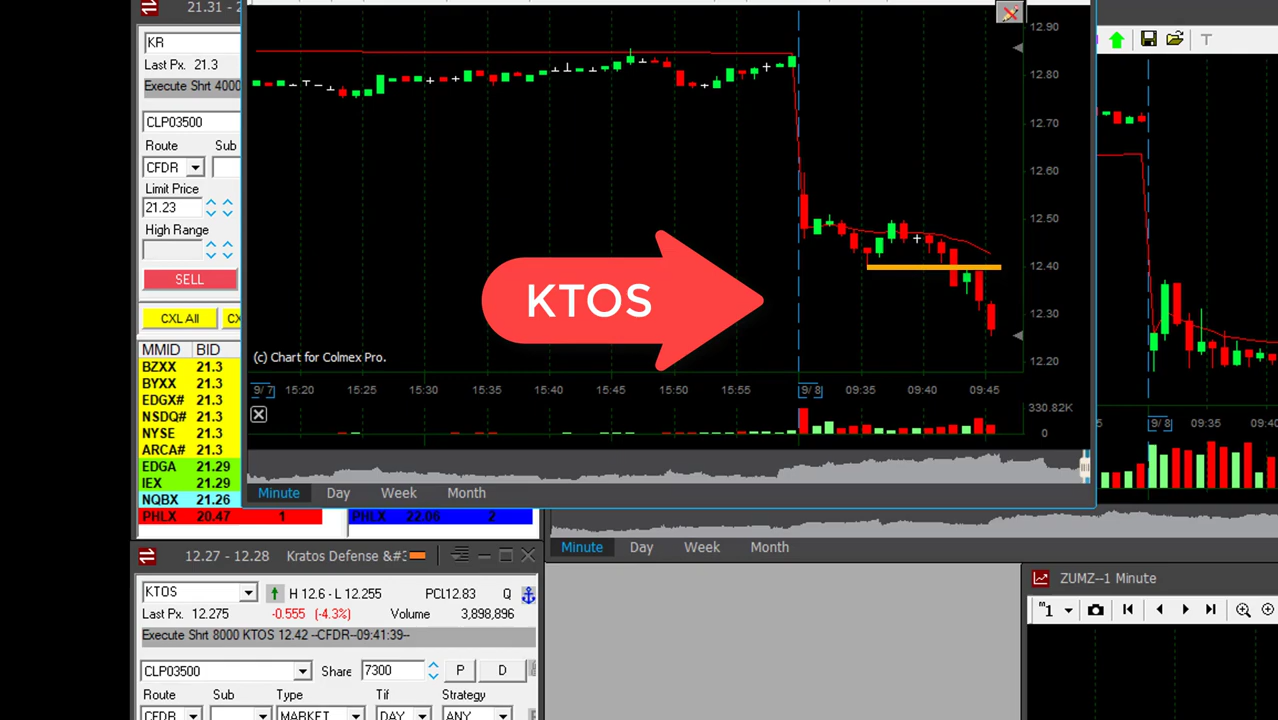 21.31 - 2
KR
Last Px. 21.3
Execute Shrt 4000
CLP03500
Route Sub
CFDR
Limit Price
21.23
High Range
SELL
CXL All CX
MMID BID
BZXX 21.3
BYXX 21.3
EDGX# 21.3
NSDQ# 21.3
NYSE 21.3
ARCA# 21.3
EDGA 21.29
IEX 21.29
NQBX 21.26
PHLX 20.47 1 PHLX 22.06 2
12.90
12.80
12.70
12.60
12.50
12.40
12.30
12.20
KTOS
(c) Chart for Colmex Pro.
9/ 7 15:20 15:25 15:30 15:35 15:40 15:45 15:50 15:55 9/ 8 09:35 09:40 09:45
330.82K
0
Minute Day Week Month
T
9/ 8 09:35 09:40
Minute Day Week Month
12.27 - 12.28 Kratos Defense &#3
KTOS H 12.6 - L 12.255 PCL12.83 Q
Last Px. 12.275 -0.555 (-4.3%) Volume 3,898,896
Execute Shrt 8000 KTOS 12.42 --CFDR--09:41:39--
CLP03500 Share 7300 P D
Route Sub Type Tif Strategy
CFDR MARKET DAY ANY
ZUMZ--1 Minute
m1